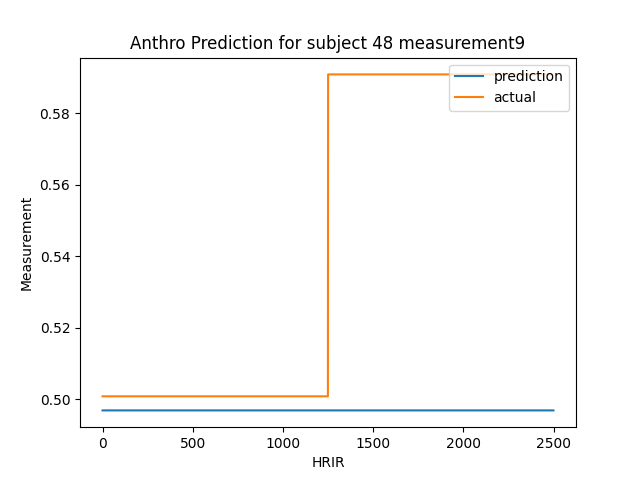 Anthro Prediction for subject 48 measurement9
prediction
actual
0.58
0.56
0.54
0.52
0.50
Measurement
0
500
1000
1500
2000
2500
HRIR